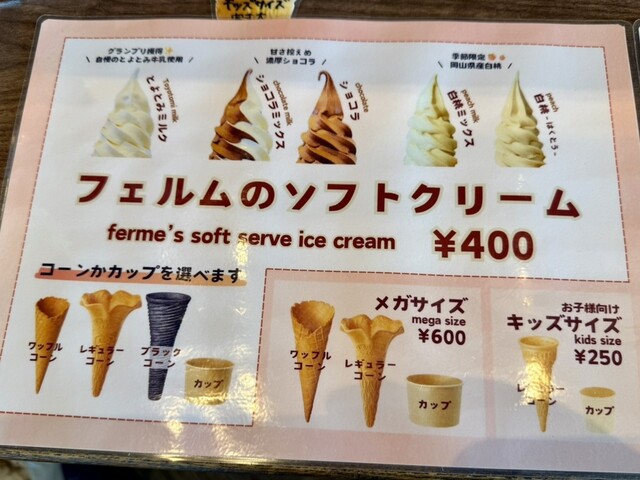 キッズサイズ
グランプリ獲得
自慢のとよとみ牛乳使用
甘さ控えめ
濃厚ショコラ
季節限定
岡山県産白桃
Toyotomi milk
とよとみミルク
chocolate milk
ショコラミックス
chocolate
ショコラ
peach milk
白桃ミックス
peach
白桃 - はくとう -
フェルムのソフトクリーム
ferme's soft serve ice cream ¥400
コーンかカップを選べます
ワッフル
コーン
レギュラー
コーン
ブラック
コーン
カップ
メガサイズ
mega size
¥600
ワッフル
コーン
レギュラー
コーン
カップ
お子様向け
キッズサイズ
kids size
¥250
レギュラー
コーン
カップ